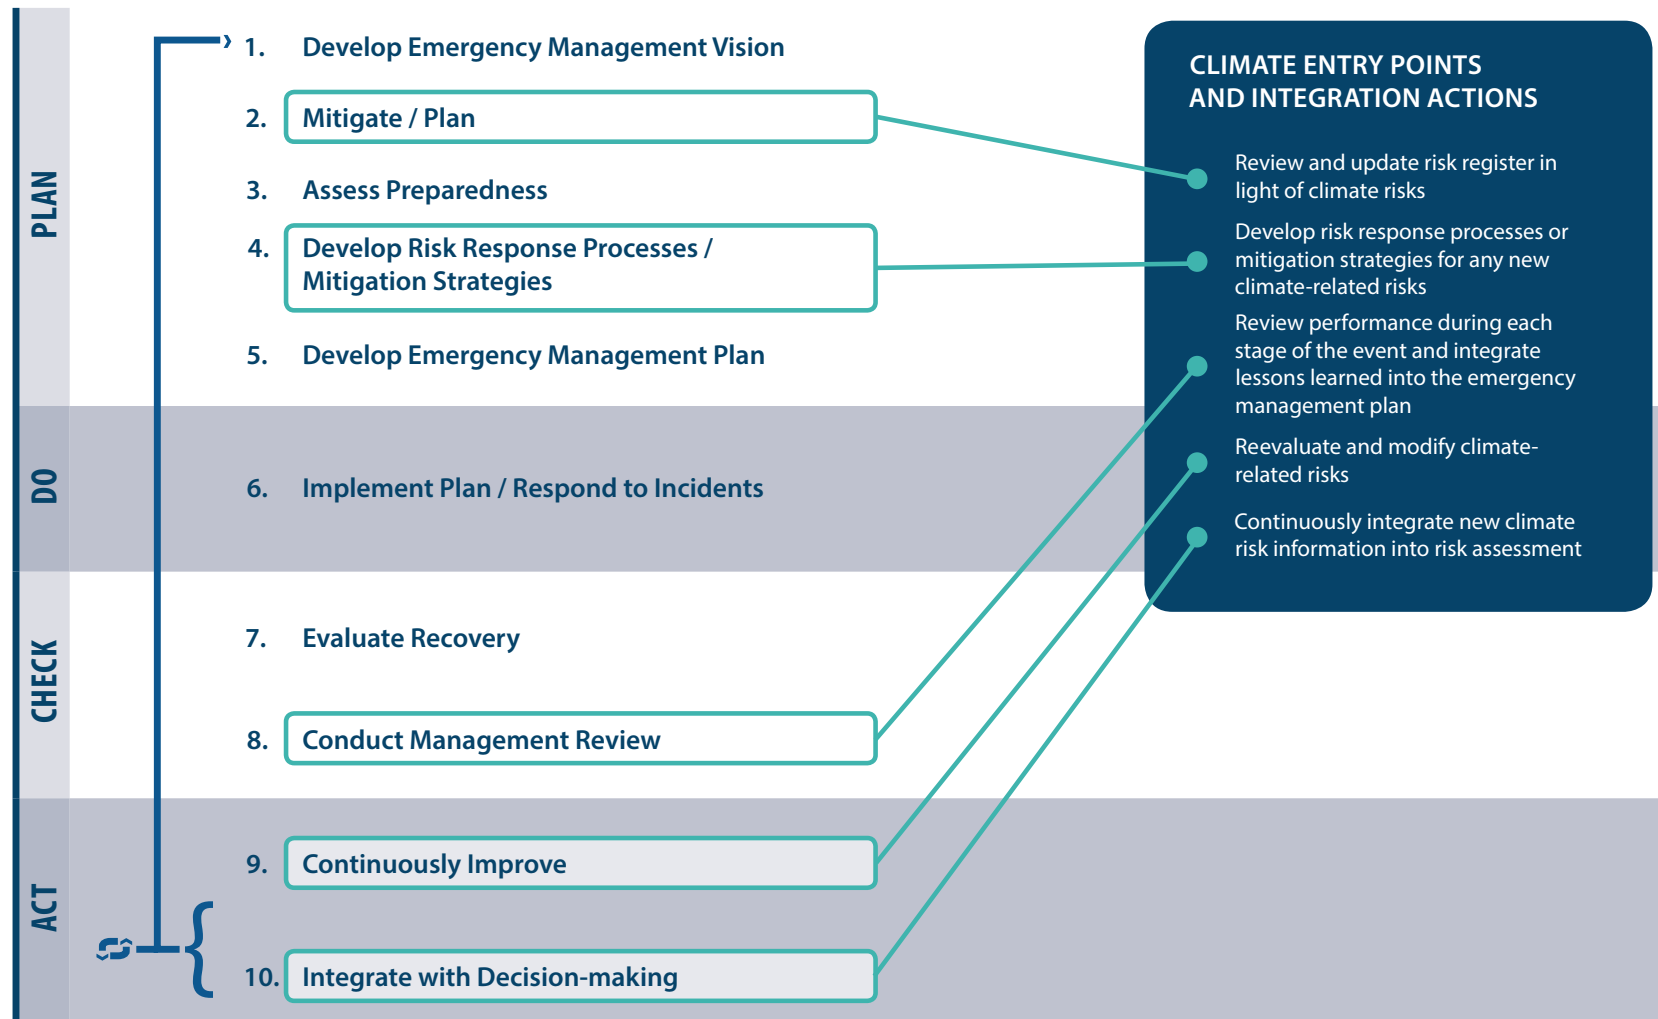 PLAN
1. Develop Emergency Management Vision
2. Mitigate / Plan
3. Assess Preparedness
4. Develop Risk Response Processes /
Mitigation Strategies
5. Develop Emergency Management Plan
DO
6. Implement Plan / Respond to Incidents
CHECK
7. Evaluate Recovery
8. Conduct Management Review
ACT
9. Continuously Improve
10. Integrate with Decision-making
CLIMATE ENTRY POINTS
AND INTEGRATION ACTIONS
Review and update risk register in
light of climate risks
Develop risk response processes or
mitigation strategies for any new
climate-related risks
Review performance during each
stage of the event and integrate
lessons learned into the emergency
management plan
Reevaluate and modify climate-
related risks
Continuously integrate new climate
risk information into risk assessment